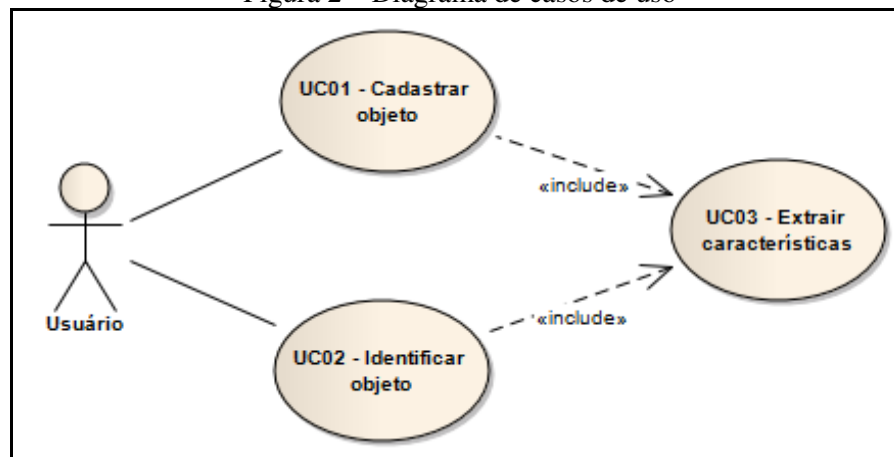 Figura 2 – Diagrama de casos de uso
UC01 - Cadastrar
objeto
«include»
UC03 - Extrair
características
Usuário
«include»
UC02 - Identificar
objeto